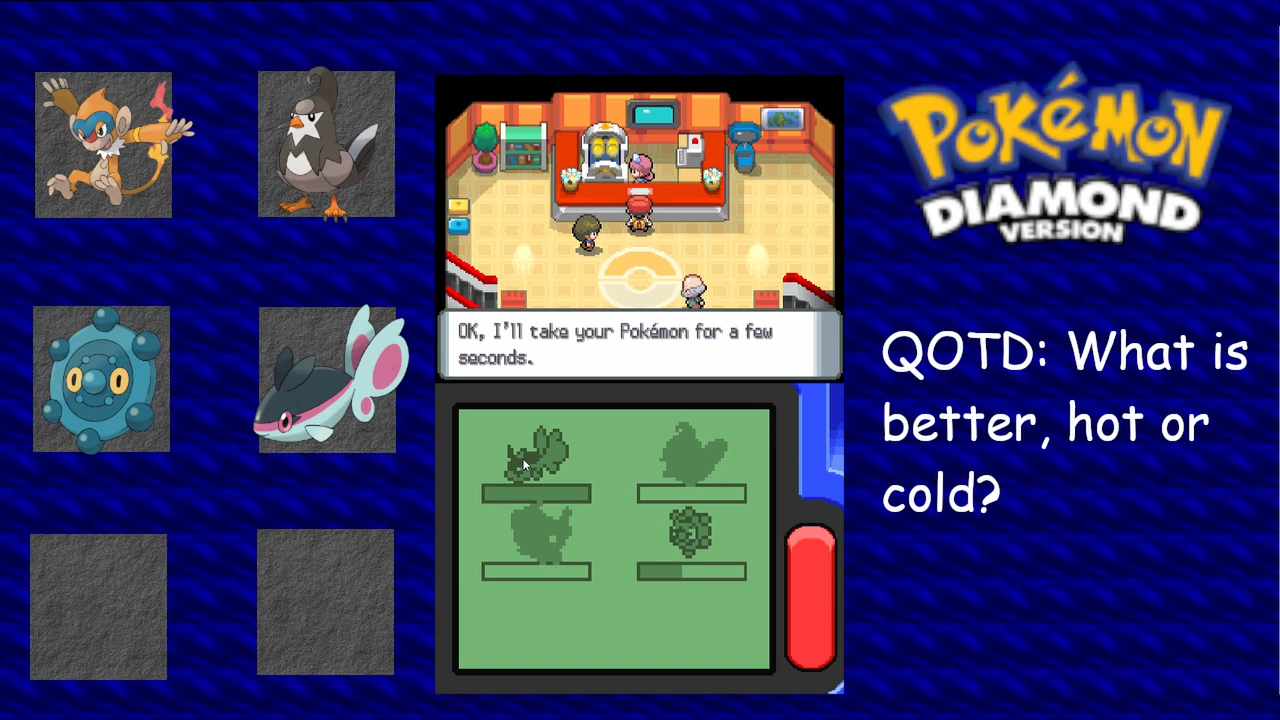 OK, I'll take your Pokémon for a few
seconds.
POKéMON
DIAMOND
VERSION
QOTD: What is
better, hot or
cold?